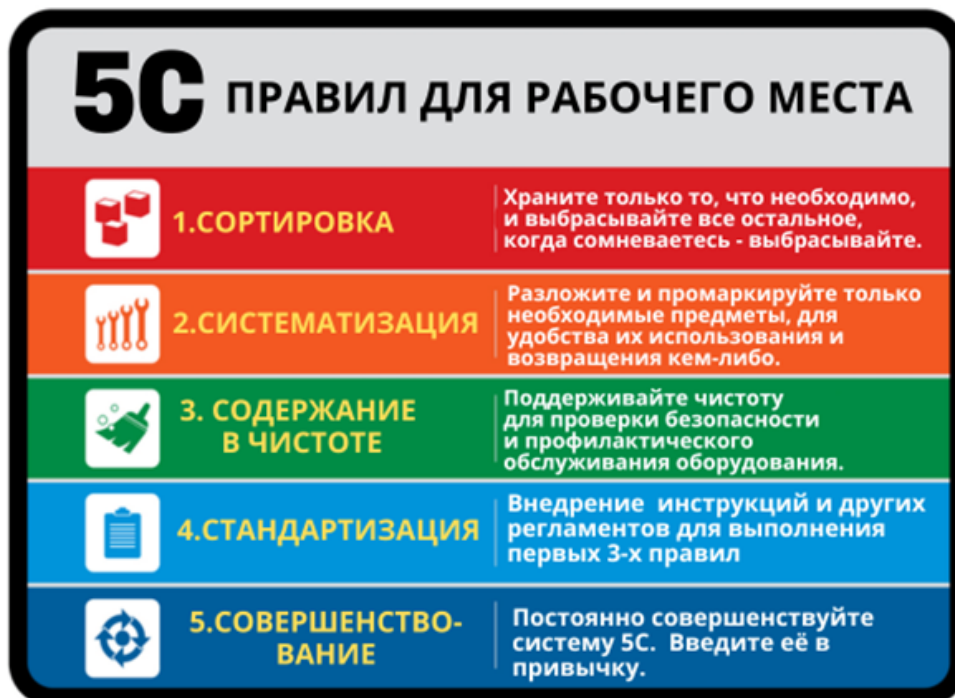 5С ПРАВИЛ ДЛЯ РАБОЧЕГО МЕСТА
1.СОРТИРОВКА
Храните только то, что необходимо,
и выбрасывайте все остальное,
когда сомневаетесь - выбрасывайте.
2.СИСТЕМАТИЗАЦИЯ
Разложите и промаркируйте только
необходимые предметы, для
удобства их использования и
возвращения кем-либо.
3. СОДЕРЖАНИЕ
В ЧИСТОТЕ
Поддерживайте чистоту
для проверки безопасности
и профилактического
обслуживания оборудования.
4.СТАНДАРТИЗАЦИЯ
Внедрение инструкций и других
регламентов для выполнения
первых 3-х правил
5.СОВЕРШЕНСТВО-
ВАНИЕ
Постоянно совершенствуйте
систему 5С. Введите её в
привычку.